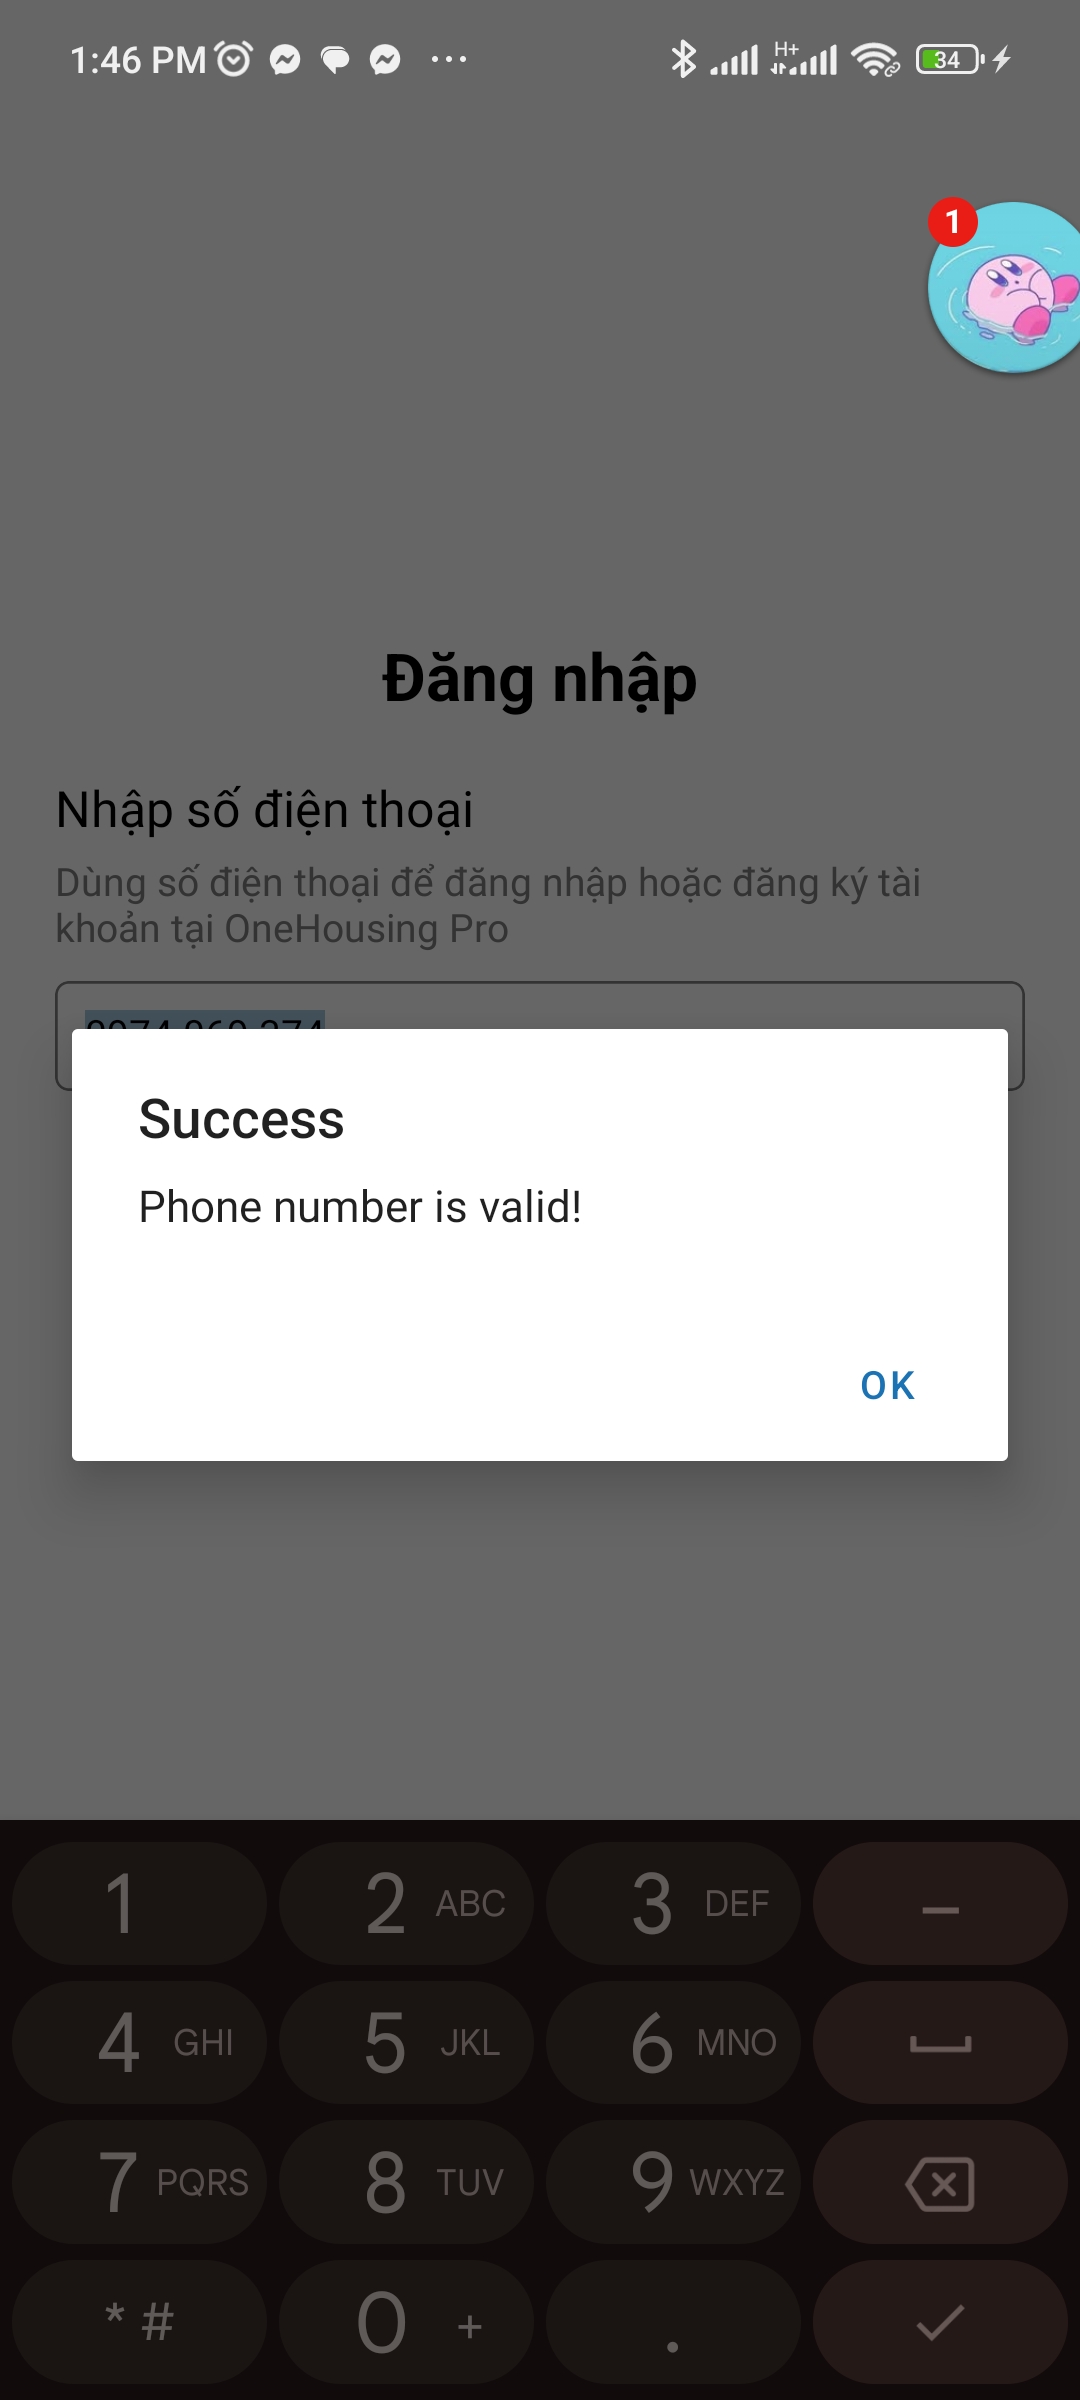 1:46 PM
H+
34
1
Đăng nhập
Nhập số điện thoại
Dùng số điện thoại để đăng nhập hoặc đăng ký tài
khoản tại OneHousing Pro
Success
Phone number is valid!
OK
1
2 ABC
3 DEF
4 GHI
5 JKL
6 MNO
7 PQRS
8 TUV
9 WXYZ
* #
0 +
.